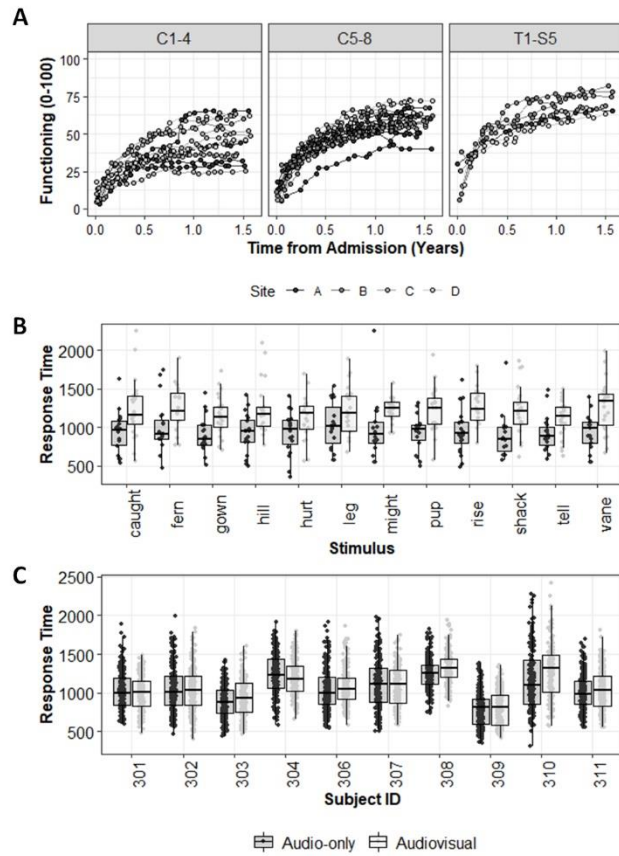 A
C1-4 C5-8 T1-S5
Functioning (0-100)
100
75
50
25
0
0.0 0.5 1.0 1.5 0.0 0.5 1.0 1.5 0.0 0.5 1.0 1.5
Time from Admission (Years)
Site A B C D
B
Response Time
2000
1500
1000
500
caught fern gown hill hurt leg might pup rise shack tell vane
Stimulus
C
Response Time
2500
2000
1500
1000
500
301 302 303 304 306 307 308 309 310 311
Subject ID
Audio-only Audiovisual